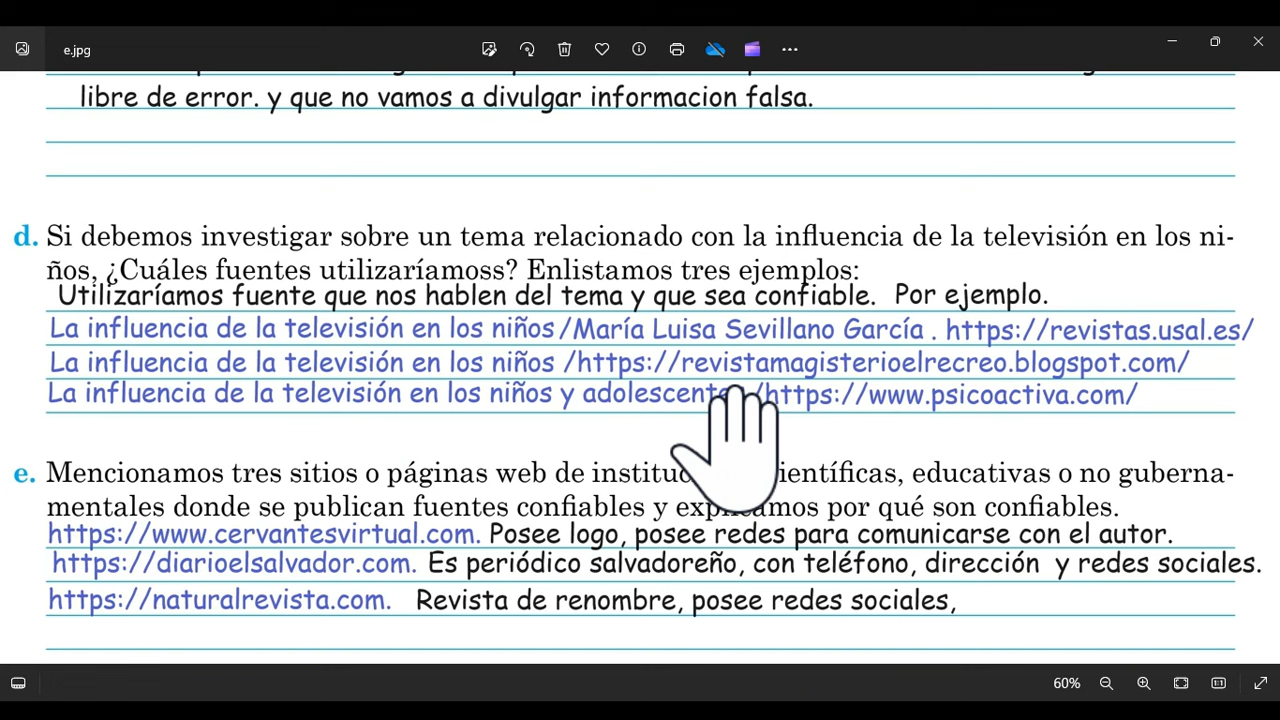 e.jpg
libre de error. y que no vamos a divulgar informacion falsa.
d. Si debemos investigar sobre un tema relacionado con la influencia de la televisión en los ni-
ños, ¿Cuáles fuentes utilizaríamoss? Enlistamos tres ejemplos:
Utilizaríamos fuente que nos hablen del tema y que sea confiable. Por ejemplo.
La influencia de la televisión en los niños/María Luisa Sevillano García . https://revistas.usal.es/
La influencia de la televisión en los niños /https://revistamagisterioelrecreo.blogspot.com/
La influencia de la televisión en los niños y /https://www.psicoactiva.com/
e. Mencionamos tres sitios o páginas web de científicas, educativas o no guberna-
mentales donde se publican fuentes confiables y explicamos por qué son confiables.
https://www.cervantesvirtual.com. Posee logo, posee redes para comunicarse con el autor.
https://diarioelsalvador.com. Es periódico salvadoreño, con teléfono, dirección y redes sociales.
https://naturalrevista.com. Revista de renombre, posee redes sociales,
60%